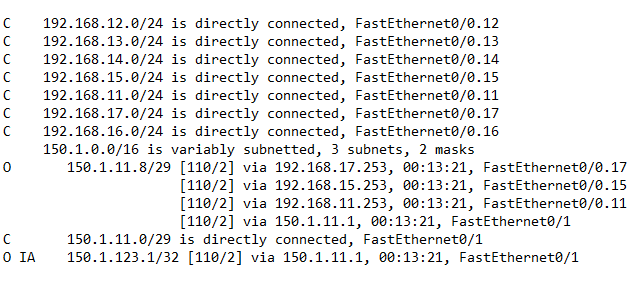 C    192.168.12.0/24 is directly connected, FastEthernet0/0.12
C    192.168.13.0/24 is directly connected, FastEthernet0/0.13
C    192.168.14.0/24 is directly connected, FastEthernet0/0.14
C    192.168.15.0/24 is directly connected, FastEthernet0/0.15
C    192.168.11.0/24 is directly connected, FastEthernet0/0.11
C    192.168.17.0/24 is directly connected, FastEthernet0/0.17
C    192.168.16.0/24 is directly connected, FastEthernet0/0.16
     150.1.0.0/16 is variably subnetted, 3 subnets, 2 masks
O       150.1.11.8/29 [110/2] via 192.168.17.253, 00:13:21, FastEthernet0/0.17
                      [110/2] via 192.168.15.253, 00:13:21, FastEthernet0/0.15
                      [110/2] via 192.168.11.253, 00:13:21, FastEthernet0/0.11
                      [110/2] via 150.1.11.1, 00:13:21, FastEthernet0/1
C       150.1.11.0/29 is directly connected, FastEthernet0/1
O IA    150.1.123.1/32 [110/2] via 150.1.11.1, 00:13:21, FastEthernet0/1